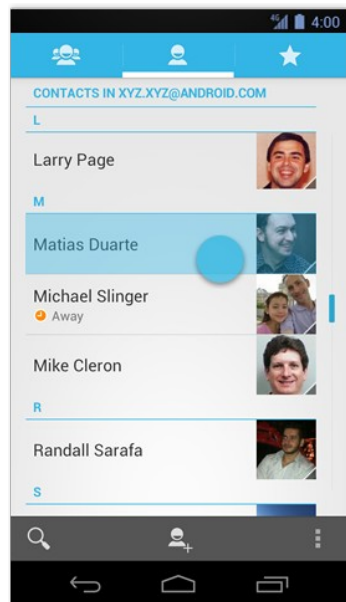 4G 4:00
CONTACTS IN XYZ.XYZ@ANDROID.COM
L
Larry Page
M
Matias Duarte
Michael Slinger
Away
Mike Cleron
R
Randall Sarafa
S